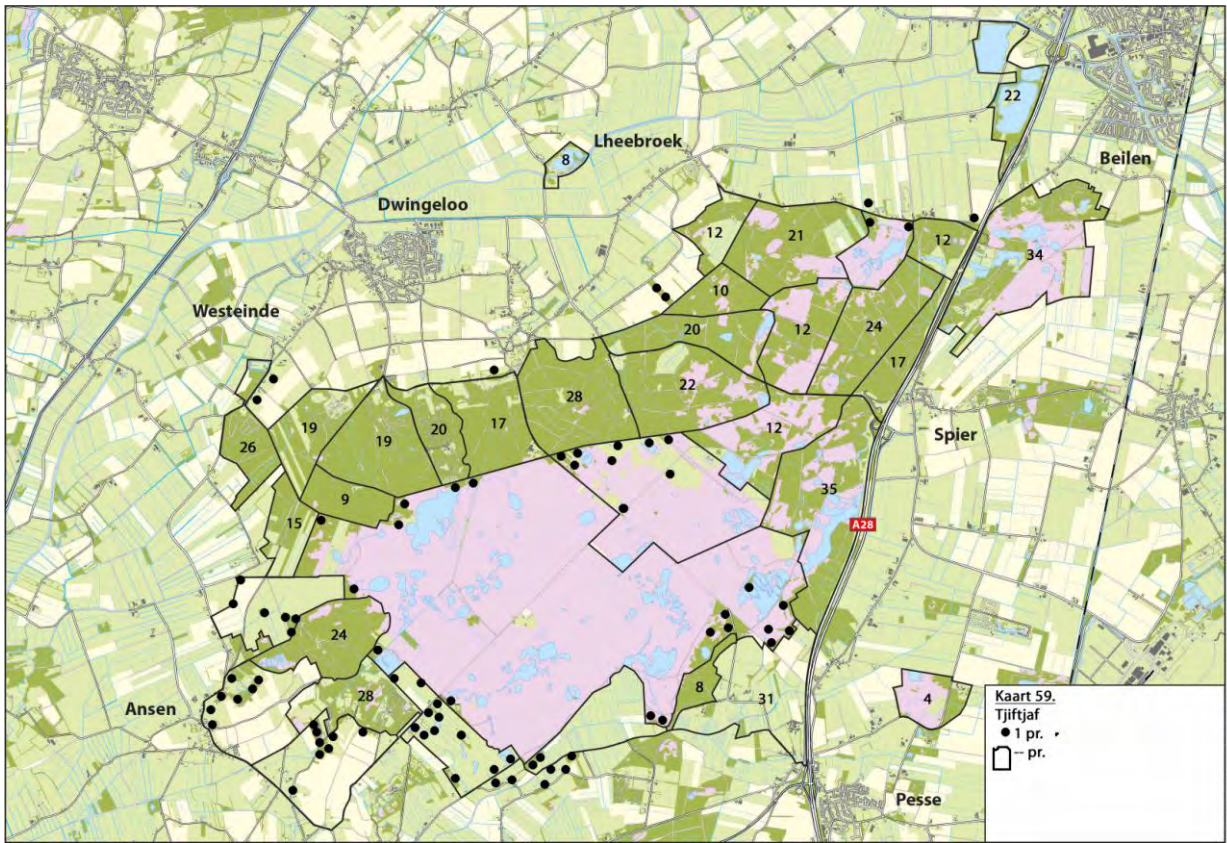 22
Beilen
Lheebroek
8
Dwingeloo
12
21
12
34
10
Westeinde
20
12
24
17
22
28
19
19
20
17
12
Spier
26
9
35
15
A28
24
28
8
31
4
Ansen
Pesse
Kaart 59.
Tjiftjaf
1 pr.
-- pr.